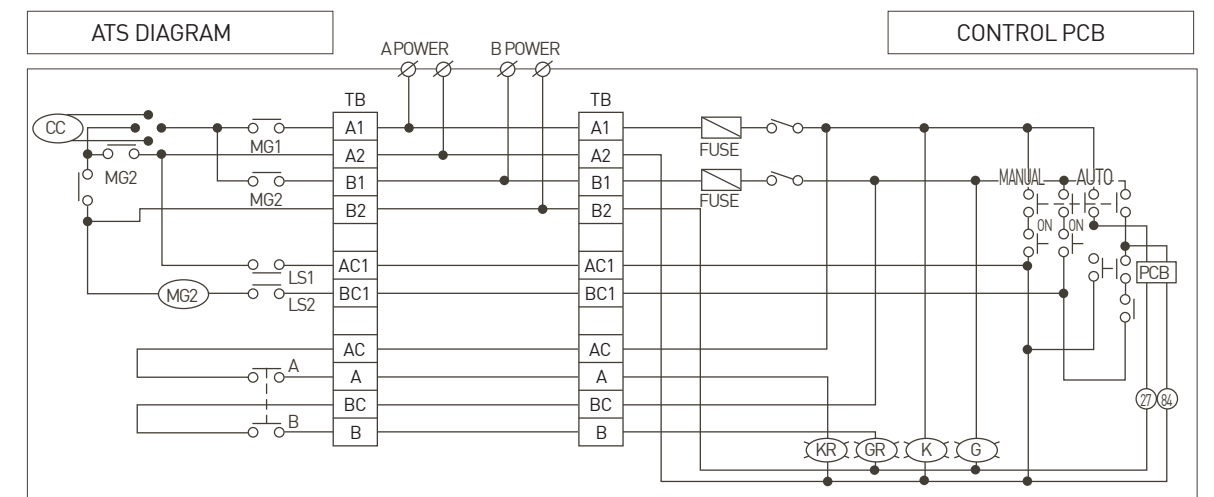 ATS DIAGRAM
CONTROL PCB
A POWER
B POWER
TB
TB
CC
MG1
A1
A1
FUSE
MG2
A2
A2
MG2
B1
B1
FUSE
MANUAL
AUTO
B2
B2
ON
ON
LS1
AC1
AC1
PCB
MG2
LS2
BC1
BC1
AC
AC
A
A
A
BC
BC
27
84
B
B
B
KR
GR
K
G